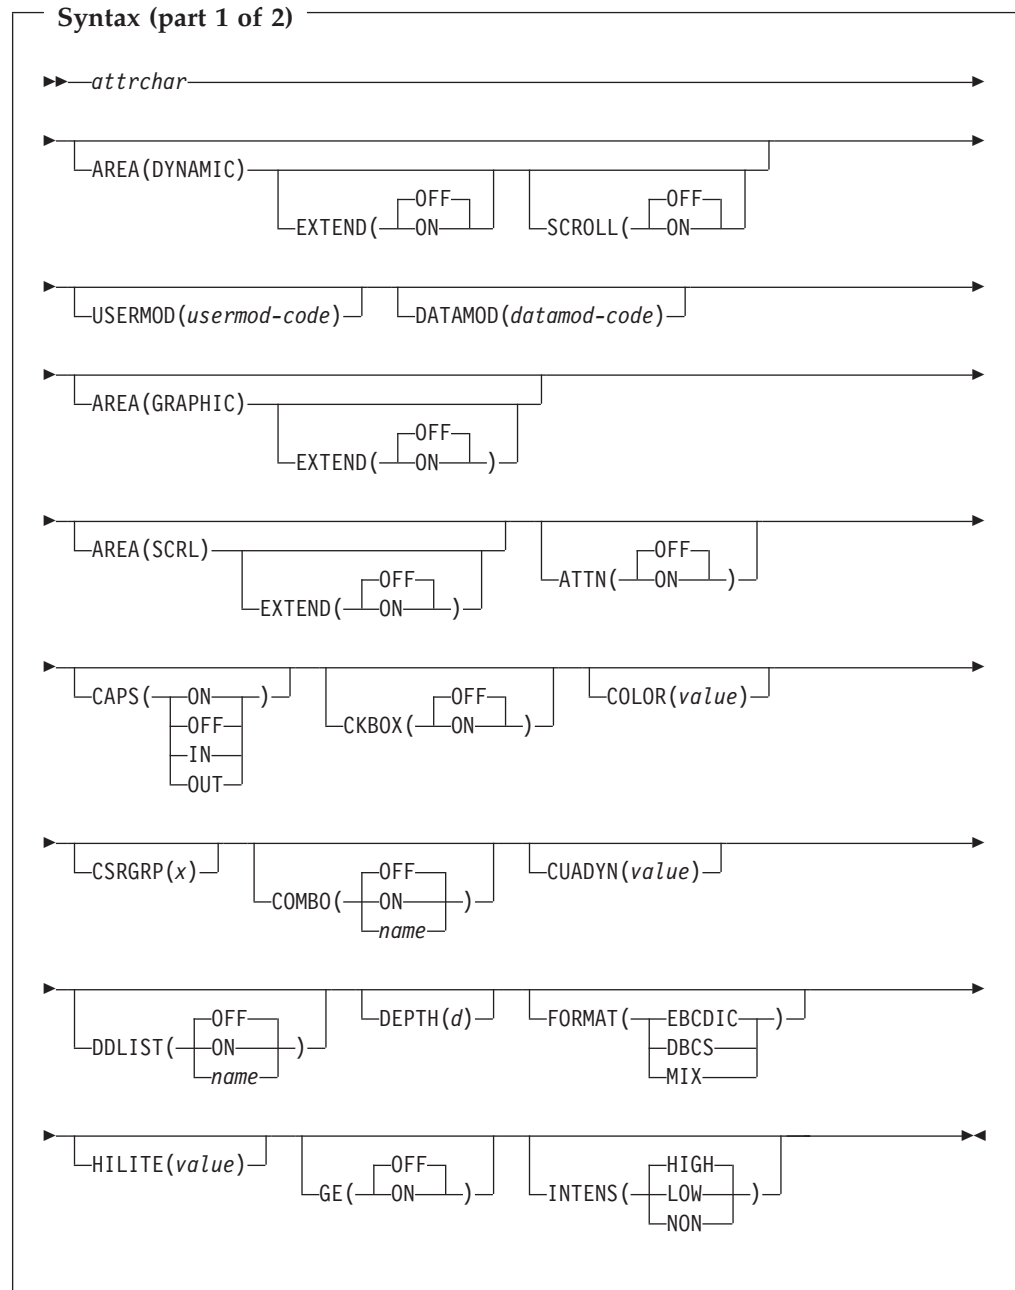 Syntax (part 1 of 2)
attrchar
AREA(DYNAMIC)
OFF OFF
EXTEND( ON SCROLL( ON
USERMOD(usermod-code) DATAMOD(datamod-code)
AREA(GRAPHIC)
OFF
EXTEND( ON )
AREA(SCRL) OFF
ATTN( ON )
OFF
EXTEND( ON )
CAPS( ON ) OFF COLOR(value)
OFF CKBOX( ON )
IN
OUT
CSRGRP(x) OFF CUADYN(value)
COMBO( ON )
name
OFF DEPTH(d) FORMAT( EBCDIC )
DDLIST( ON ) DBCS
name MIX
HILITE(value) OFF HIGH
GE( ON ) INTENS( LOW )
NON